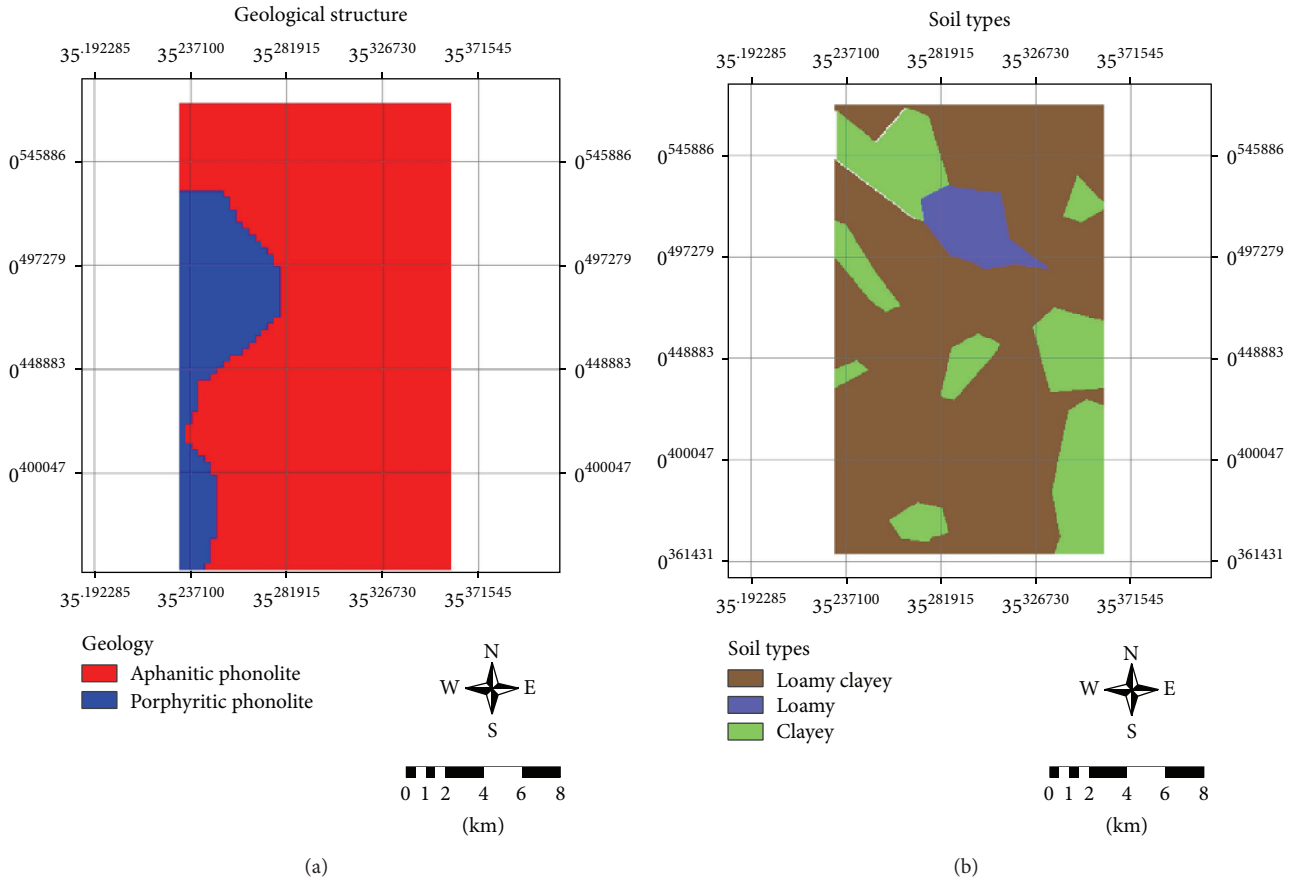 Geological structure
35.192285 35237100 35281915 35326730 35371545
0545886 0545886
0497279 0497279
0448883 0448883
0400047 0400047
35.192285 35237100 35281915 35326730 35371545
Geology
Aphanitic phonolite
Porphyritic phonolite
N
W E
S
0 1 2 4 6 8
(km)
(a)
Soil types
35.192285 35237100 35281915 35326730 35371545
0545886 0545886
0497279 0497279
0448883 0448883
0400047 0400047
0361431 0361431
35.192285 35237100 35281915 35326730 35371545
Soil types
Loamy clayey
Loamy
Clayey
N
W E
S
0 1 2 4 6 8
(km)
(b)